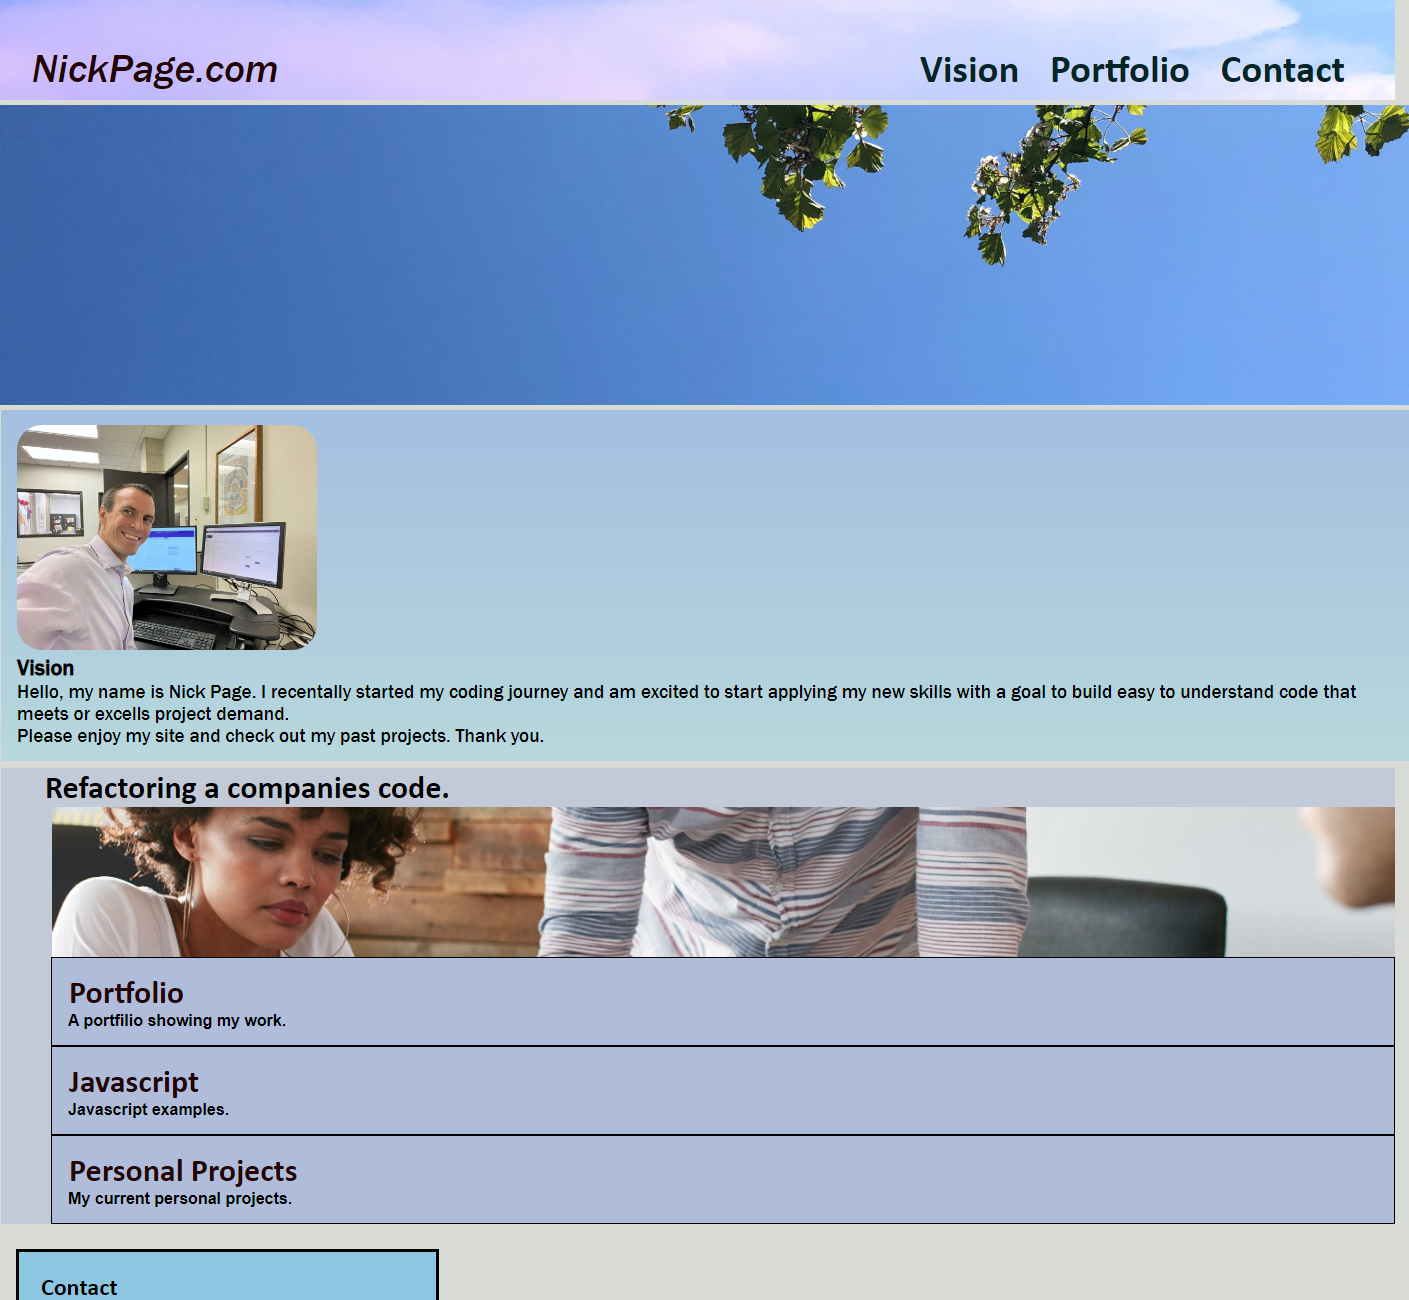 NickPage.com
Vision Portfolio Contact
Vision
Hello, my name is Nick Page. I recentally started my coding journey and am excited to start applying my new skills with a goal to build easy to understand code that
meets or excells project demand.
Please enjoy my site and check out my past projects. Thank you.
Refactoring a companies code.
Portfolio
A portfilio showing my work.
Javascript
Javascript examples.
Personal Projects
My current personal projects.
Contact